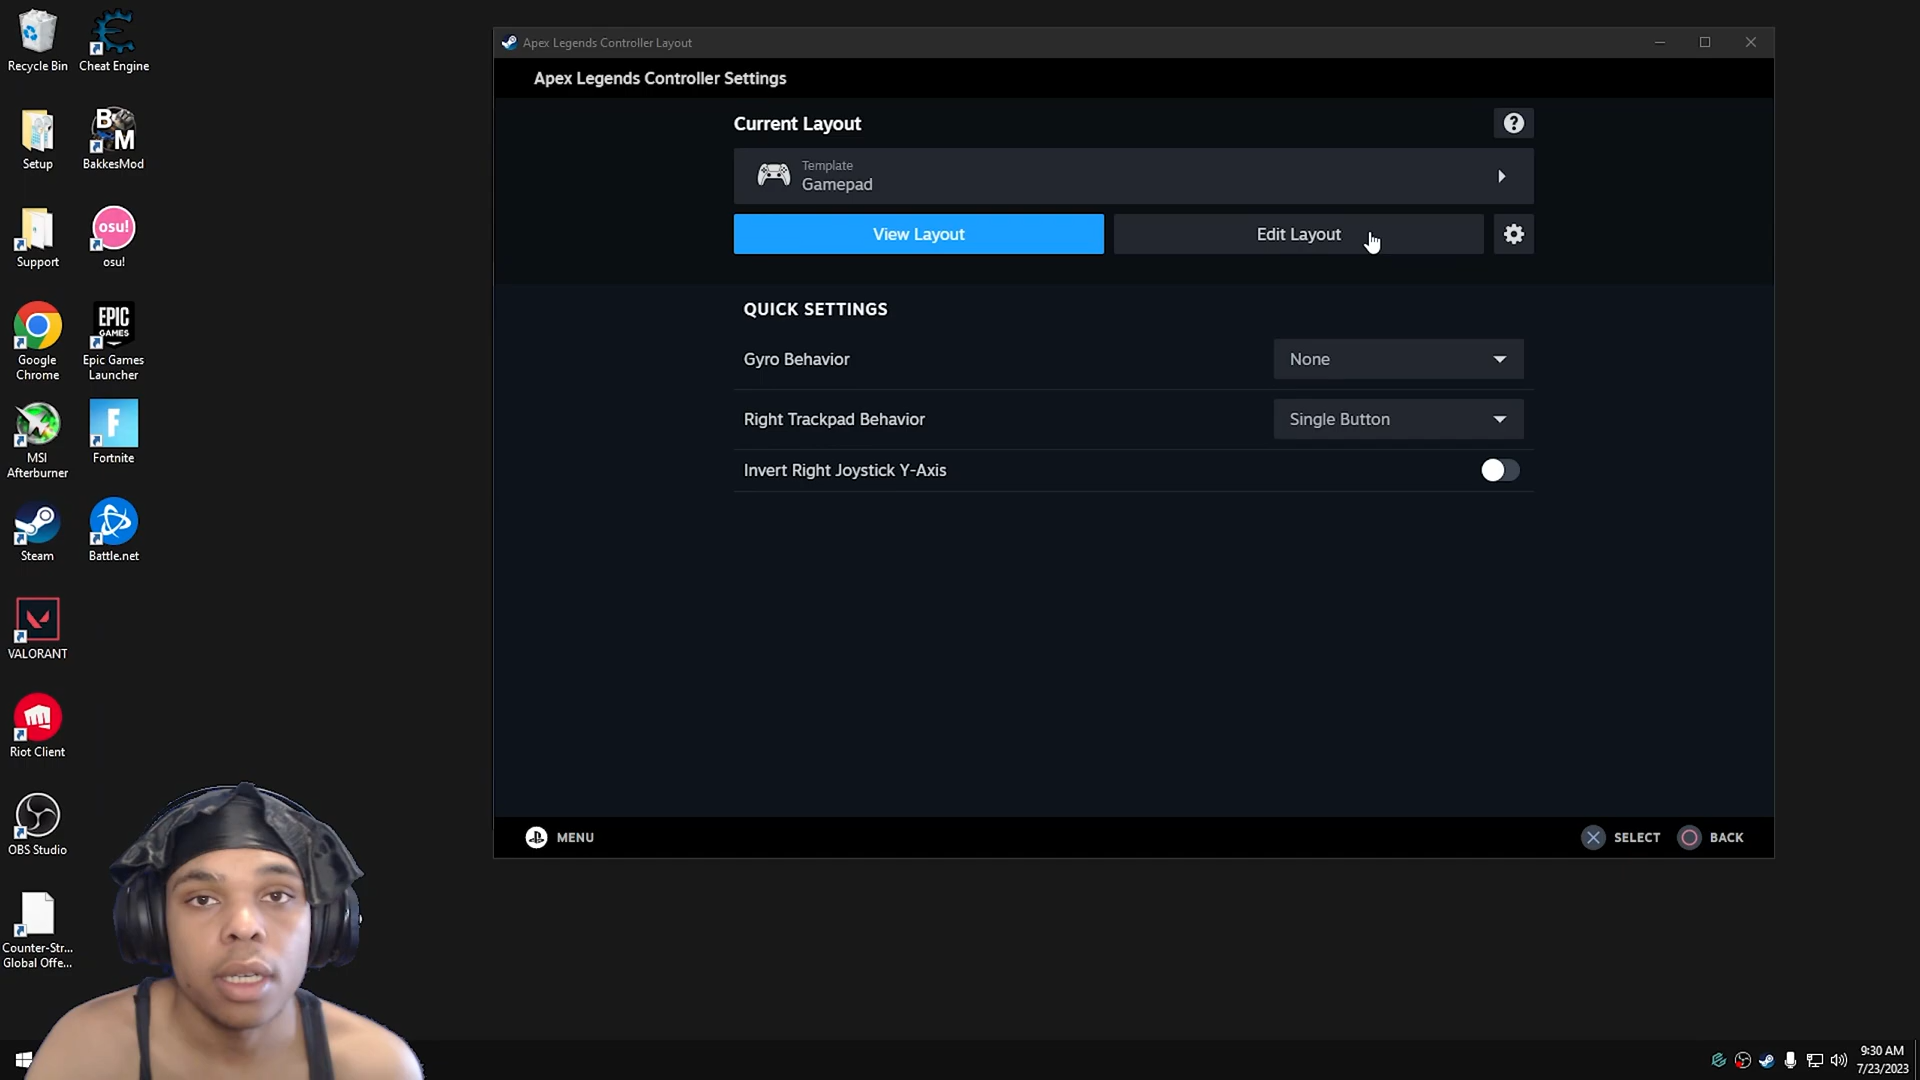 Recycle Bin
Cheat Engine
Setup
B M
BakkesMod
Support
osu!
osu!
Google
Chrome
EPIC
GAMES
Epic Games
Launcher
MSI
Afterburner
F
Fortnite
Steam
Battle.net
VALORANT
Riot Client
OBS Studio
Counter-Str...
Global Offe...
Apex Legends Controller Layout
Apex Legends Controller Settings
Current Layout
?
Template
Gamepad
View Layout
Edit Layout
QUICK SETTINGS
Gyro Behavior
None
Right Trackpad Behavior
Single Button
Invert Right Joystick Y-Axis
MENU
SELECT
BACK
9:30 AM
7/23/2023